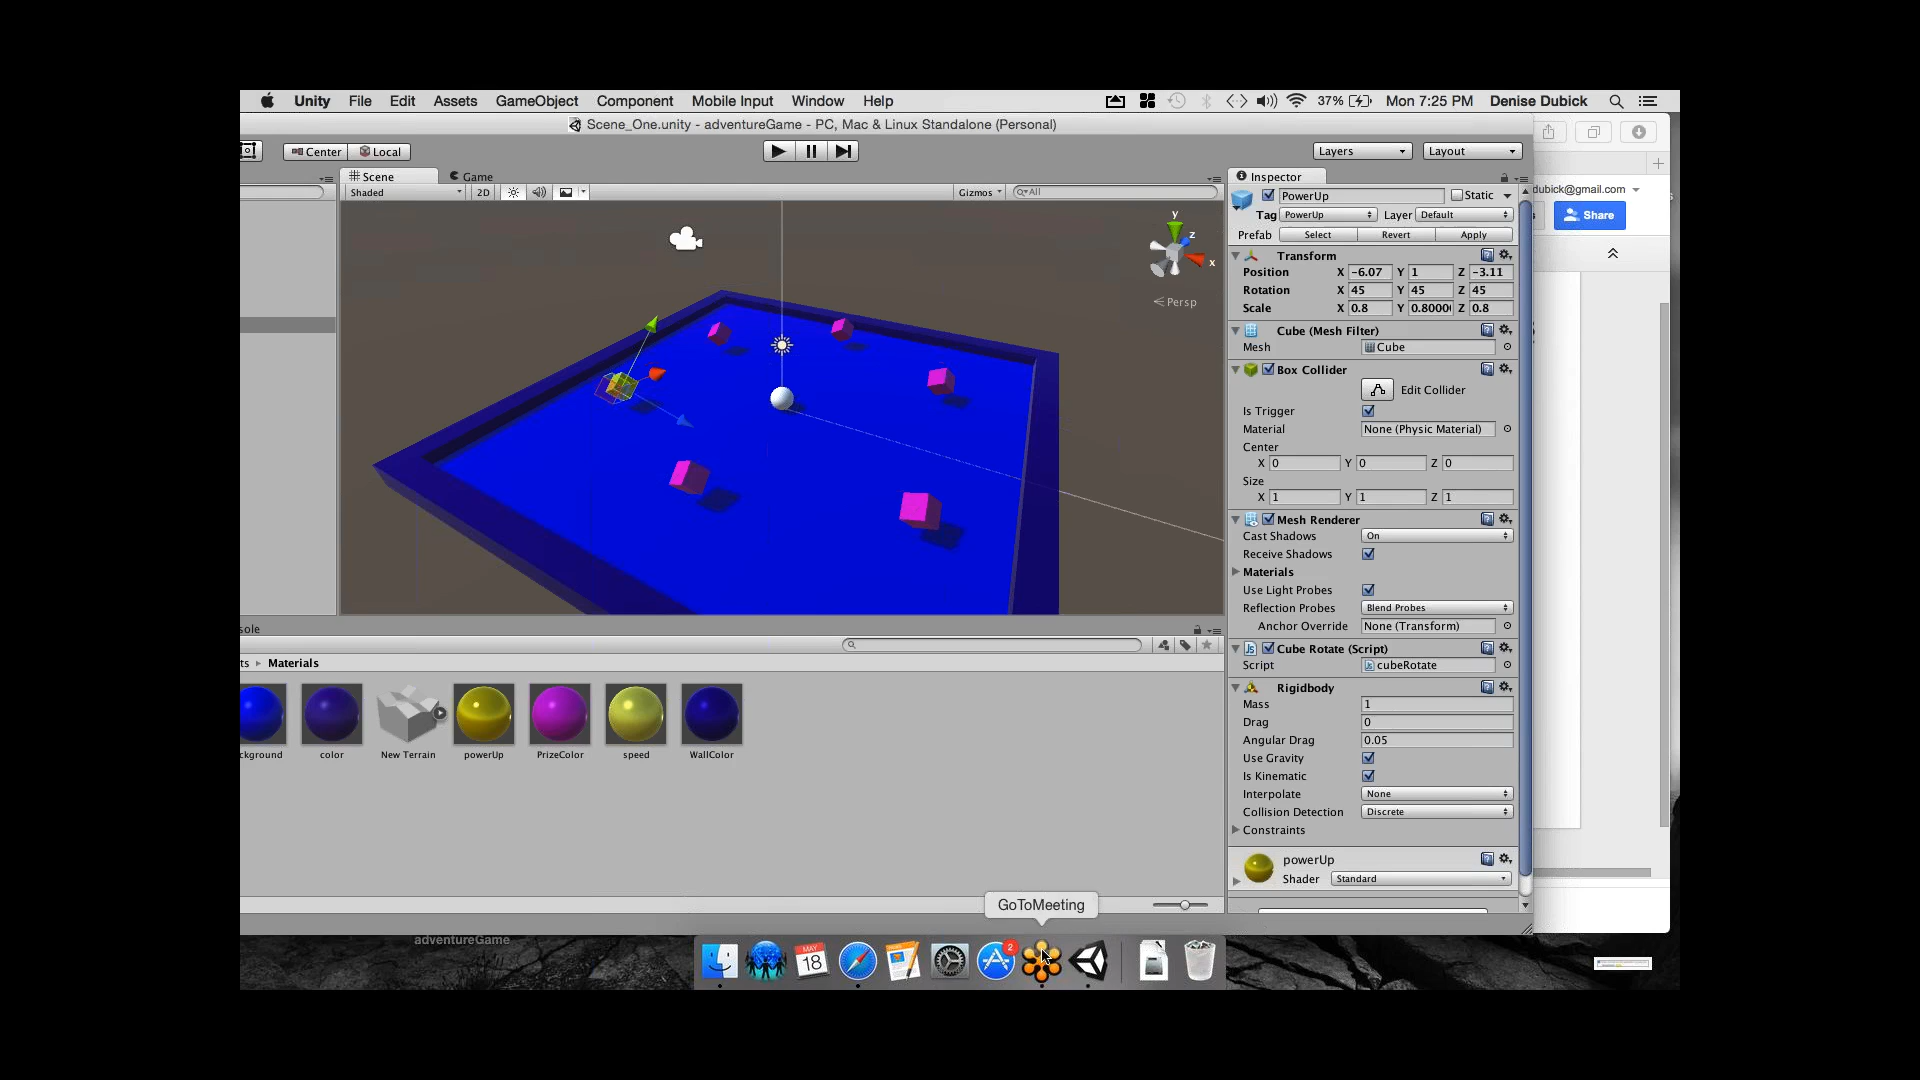 Unity File Edit Assets GameObject Component Mobile Input Window Help 37% Mon 7:25 PM Denise Dubick
Scene_One.unity - adventureGame - PC, Mac & Linux Standalone (Personal)
Center Local Layers Layout
Scene Game Inspector
Shaded 2D Gizmos All
dubick@gmail.com
Share
PowerUp Static
Tag PowerUp Layer Default
Prefab Select Revert Apply
Transform
Position X -6.07 Y 1 Z -3.11
Rotation X 45 Y 45 Z 45
Scale X 0.8 Y 0.8000 Z 0.8
y
z
x
Persp
Cube (Mesh Filter)
Mesh Cube
Box Collider
Edit Collider
Is Trigger
Material None (Physic Material)
Center
X 0 Y 0 Z 0
Size
X 1 Y 1 Z 1
Mesh Renderer
Cast Shadows On
Receive Shadows
Materials
Use Light Probes
Reflection Probes Blend Probes
Anchor Override None (Transform)
Cube Rotate (Script)
Script cubeRotate
Rigidbody
Mass 1
Drag 0
Angular Drag 0.05
Use Gravity
Is Kinematic
Interpolate None
Collision Detection Discrete
Constraints
powerUp
Shader Standard
sole
ts Materials
ckground color New Terrain powerUp PrizeColor speed WallColor
GoToMeeting
adventureGame
MAY
18
2